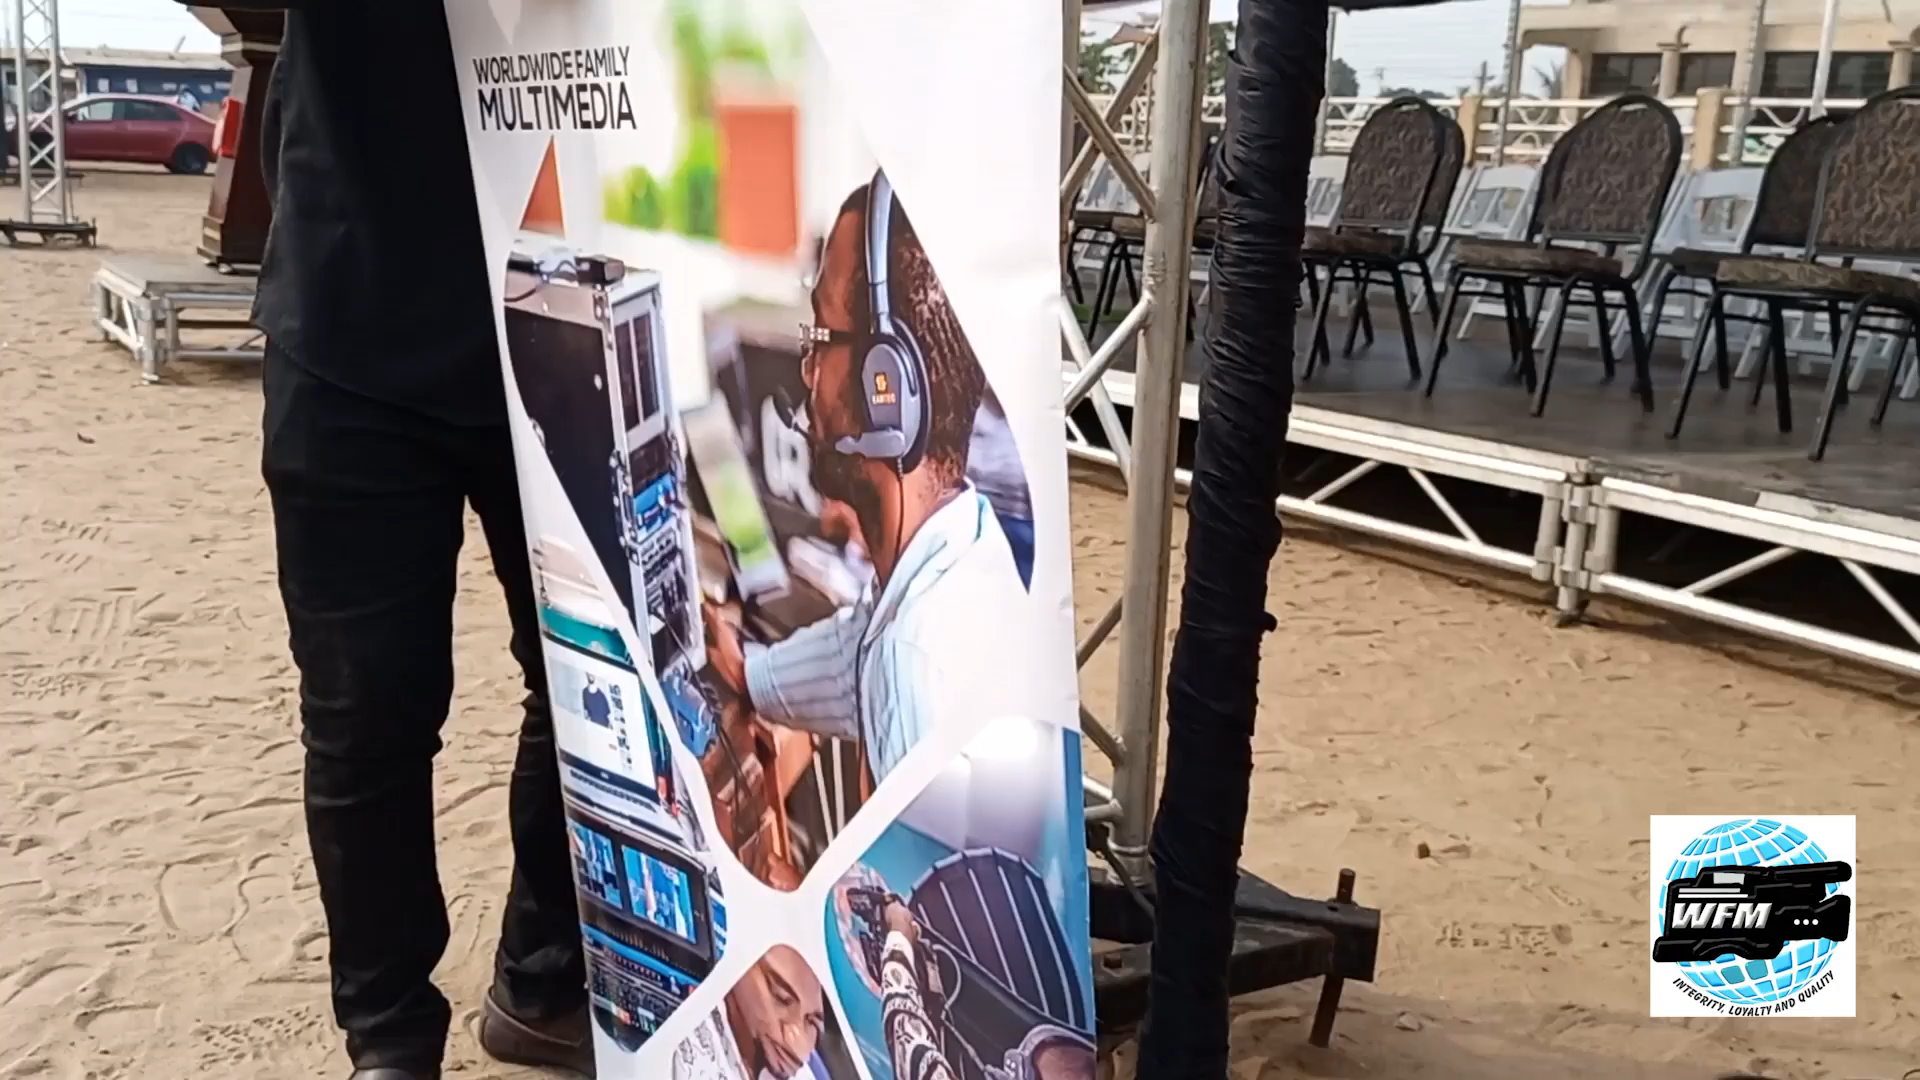 WORLDWIDE FAMILY
MULTIMEDIA
WFM ...
INTEGRITY, LOYALTY AND QUALITY